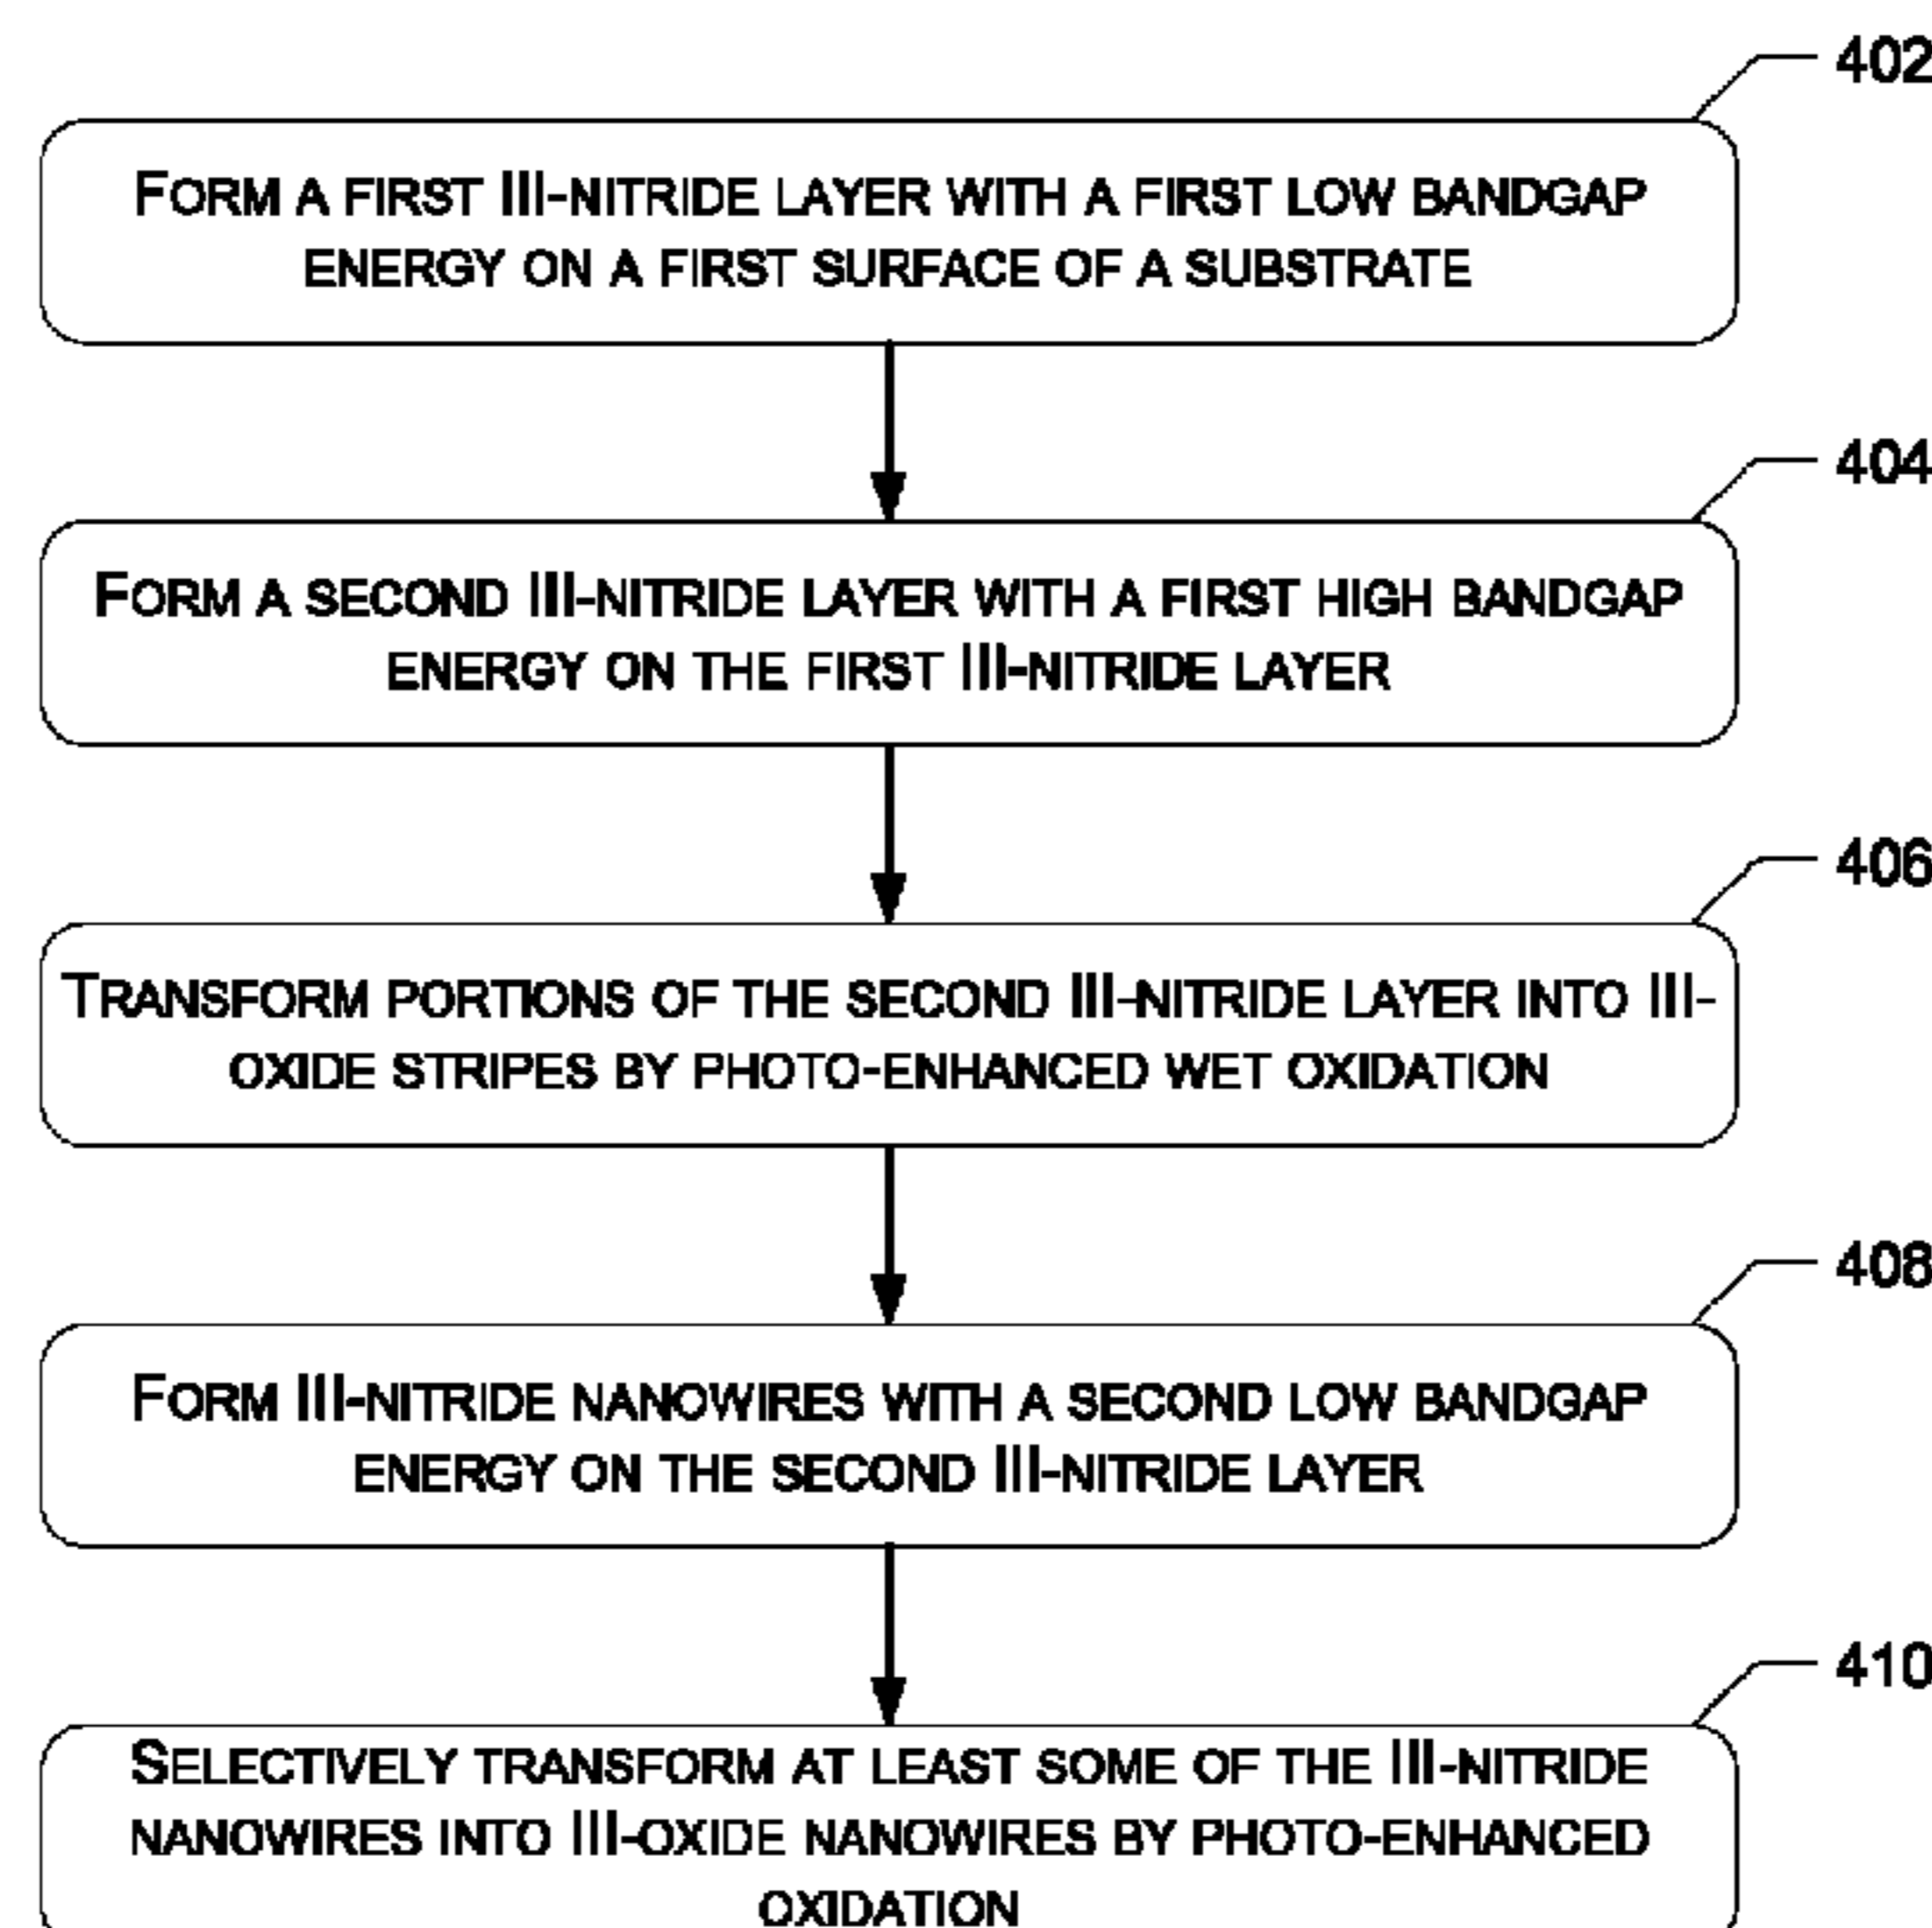 402
FORM A FIRST III-NITRIDE LAYER WITH A FIRST LOW BANDGAP
ENERGY ON A FIRST SURFACE OF A SUBSTRATE
404
FORM A SECOND III-NITRIDE LAYER WITH A FIRST HIGH BANDGAP
ENERGY ON THE FIRST III-NITRIDE LAYER
406
TRANSFORM PORTIONS OF THE SECOND III-NITRIDE LAYER INTO III-
OXIDE STRIPES BY PHOTO-ENHANCED WET OXIDATION
408
FORM III-NITRIDE NANOWIRES WITH A SECOND LOW BANDGAP
ENERGY ON THE SECOND III-NITRIDE LAYER
410
SELECTIVELY TRANSFORM AT LEAST SOME OF THE III-NITRIDE
NANOWIRES INTO III-OXIDE NANOWIRES BY PHOTO-ENHANCED
OXIDATION